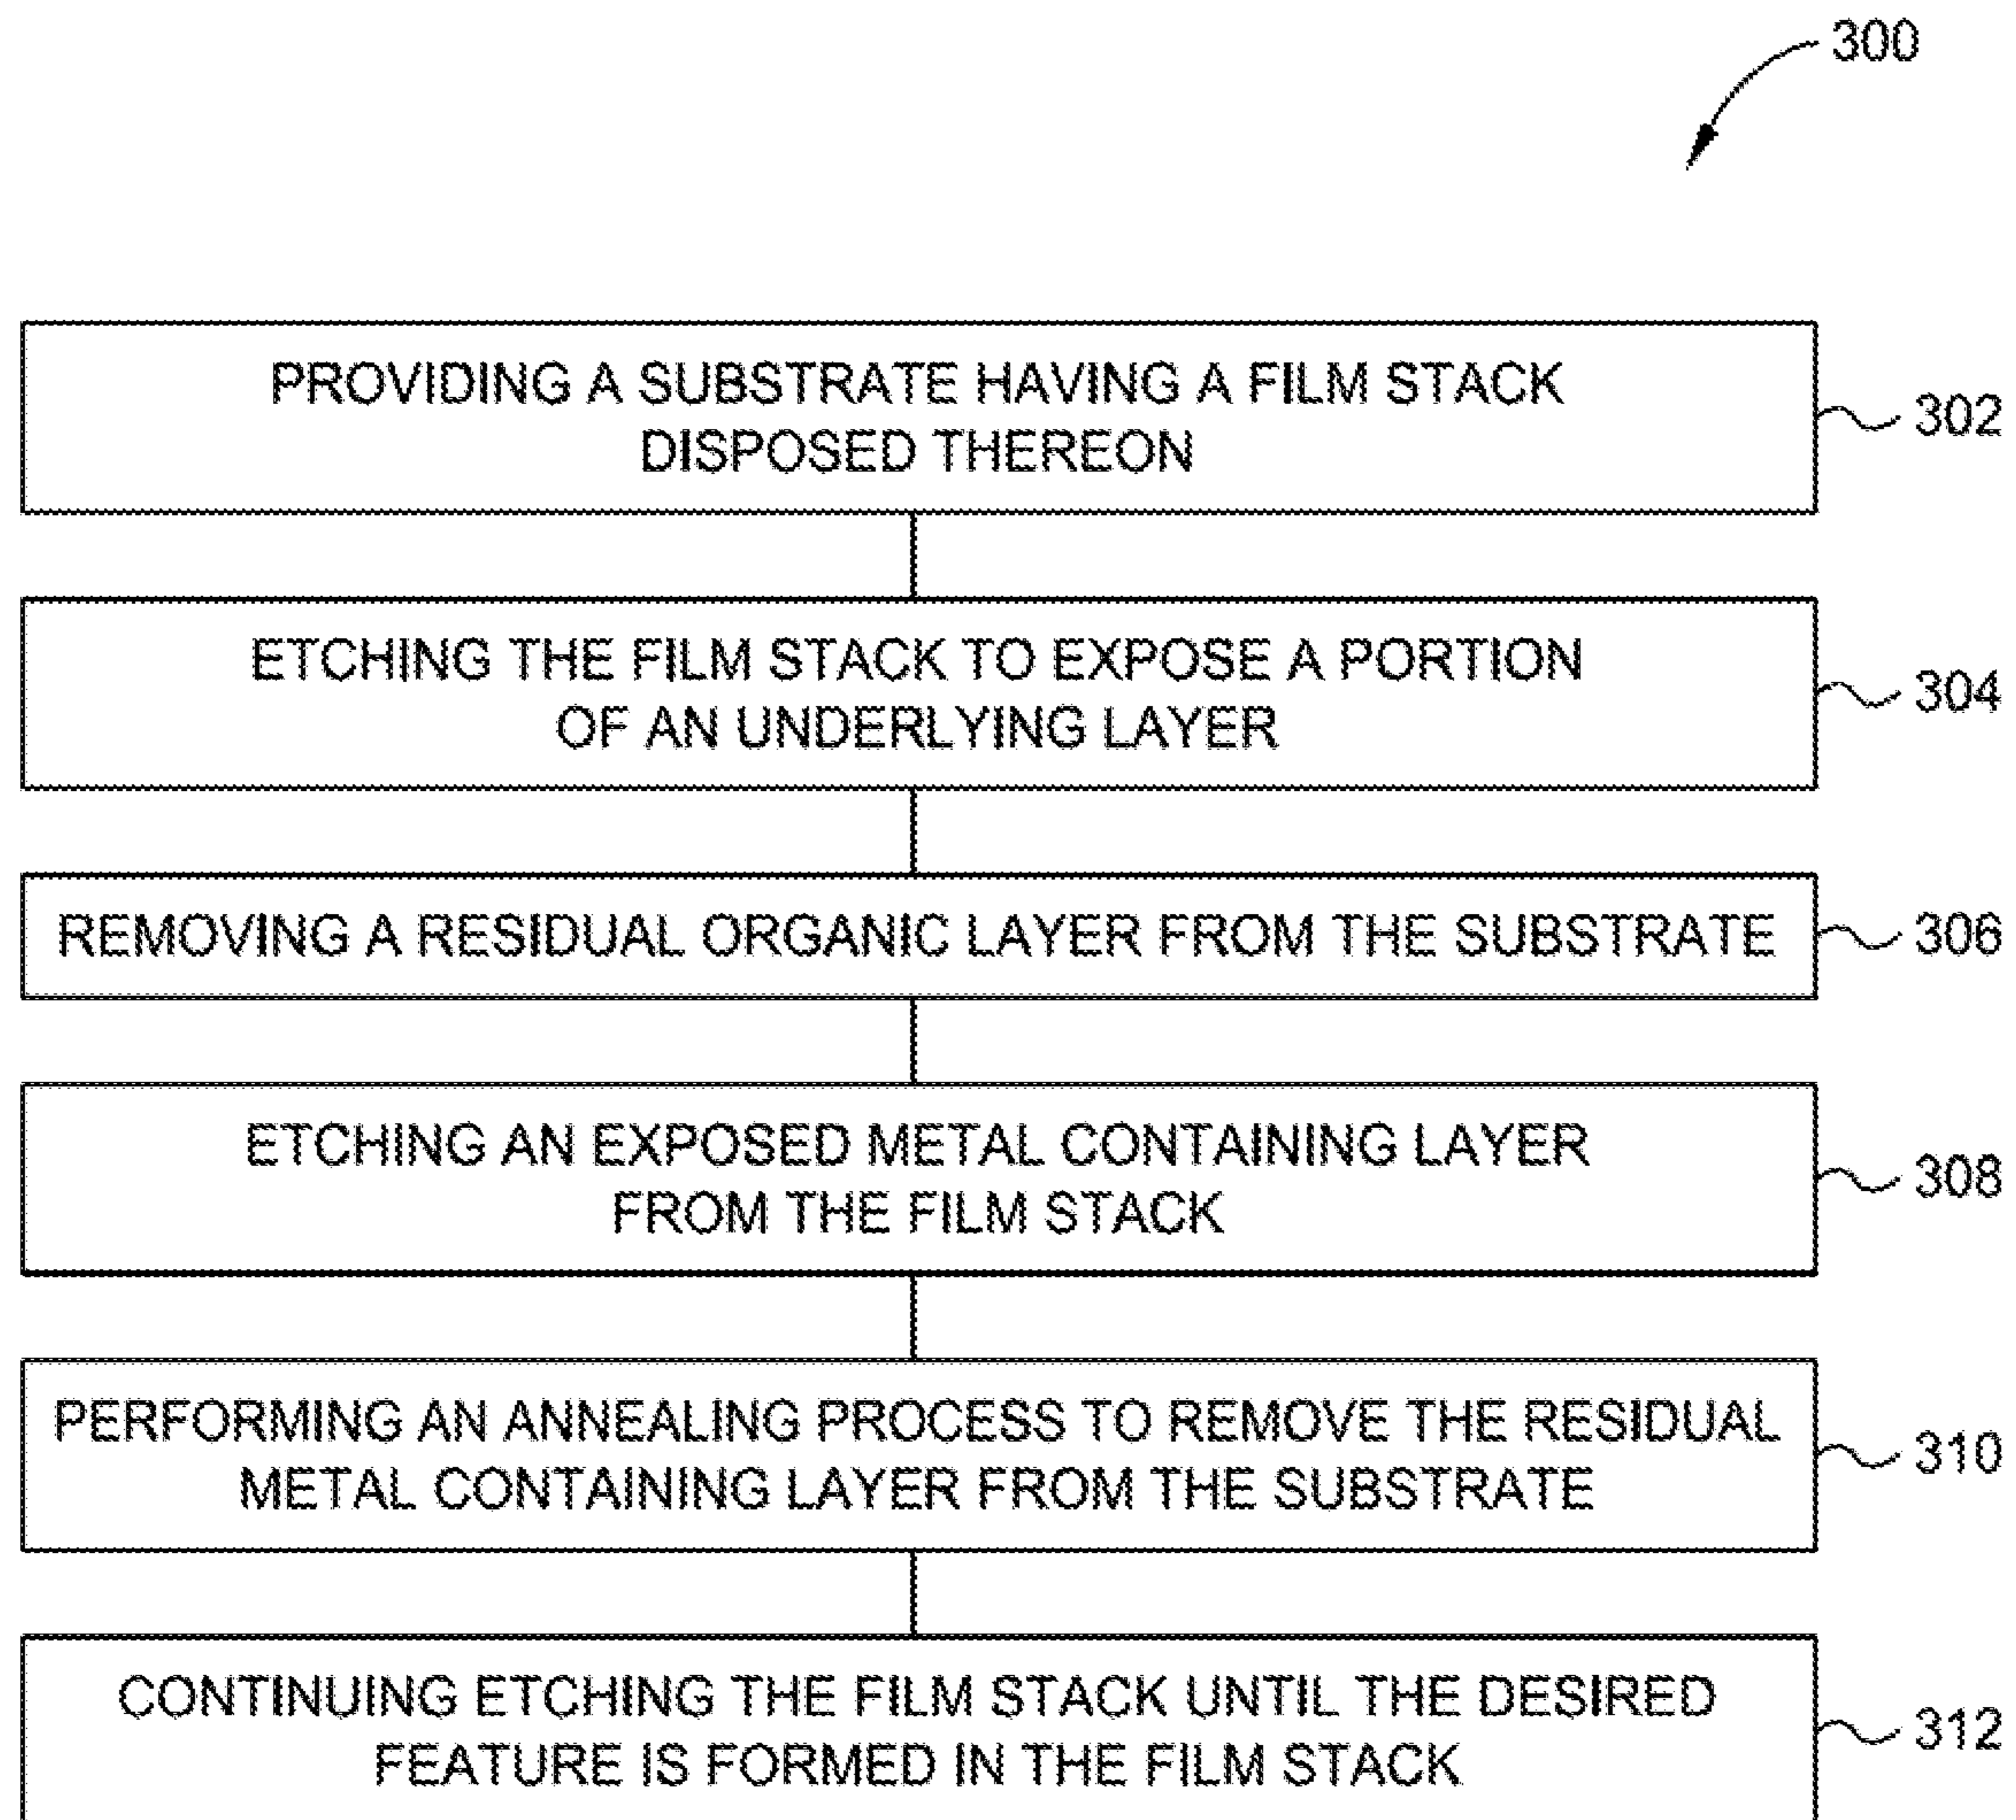 300
PROVIDING A SUBSTRATE HAVING A FILM STACK
DISPOSED THEREON
302
ETCHING THE FILM STACK TO EXPOSE A PORTION
OF AN UNDERLYING LAYER
304
REMOVING A RESIDUAL ORGANIC LAYER FROM THE SUBSTRATE
306
ETCHING AN EXPOSED METAL CONTAINING LAYER
FROM THE FILM STACK
308
PERFORMING AN ANNEALING PROCESS TO REMOVE THE RESIDUAL
METAL CONTAINING LAYER FROM THE SUBSTRATE
310
CONTINUING ETCHING THE FILM STACK UNTIL THE DESIRED
FEATURE IS FORMED IN THE FILM STACK
312